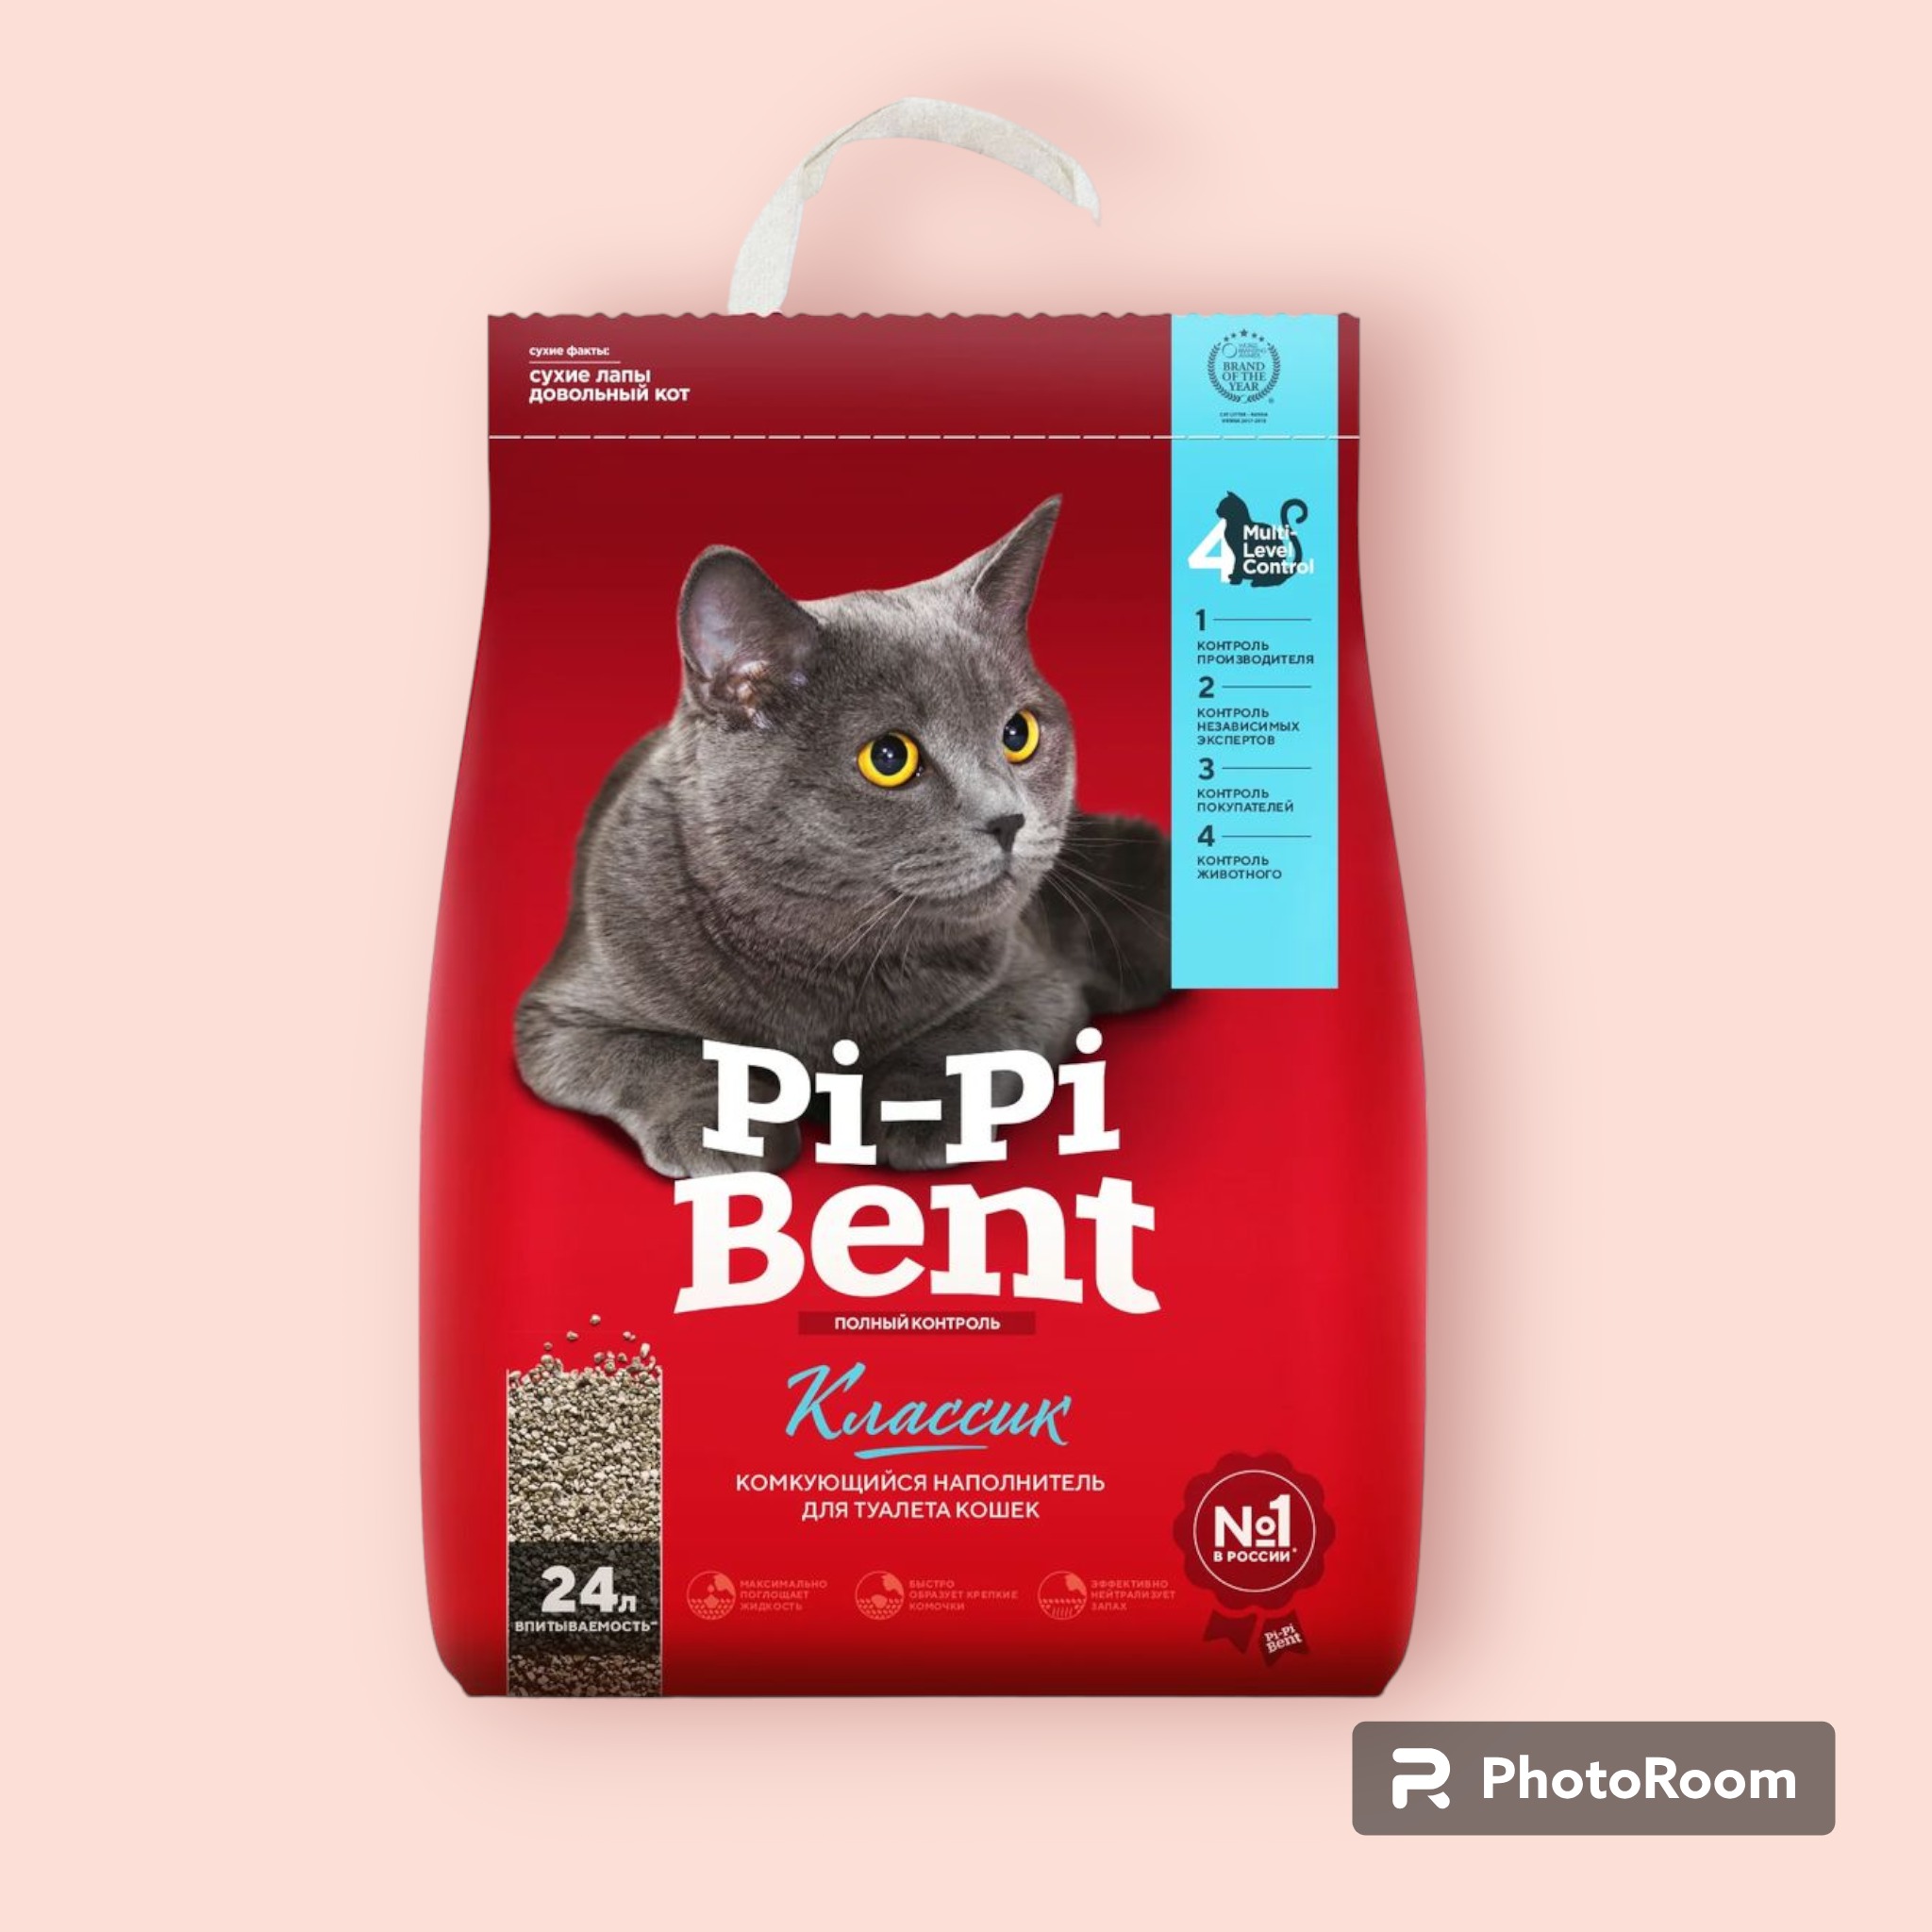 сухие факты:
сухие лапы
довольный кот
BRAND
OF THE
YEAR
4 Multi-
Level
Control
1
КОНТРОЛЬ
ПРОИЗВОДИТЕЛЯ
2
КОНТРОЛЬ
НЕЗАВИСИМЫХ
ЭКСПЕРТОВ
3
КОНТРОЛЬ
ПОКУПАТЕЛЕЙ
4
КОНТРОЛЬ
ЖИВОТНОГО
Pi-Pi
Bent
ПОЛНЫЙ КОНТРОЛЬ
Классик
КОМКУЮЩИЙСЯ НАПОЛНИТЕЛЬ
ДЛЯ ТУАЛЕТА КОШЕК
24л
ВПИТЫВАЕМОСТЬ**
МАКСИМАЛЬНО
ПОГЛОЩАЕТ
ЖИДКОСТЬ
БЫСТРО
ОБРАЗУЕТ КРЕПКИЕ
КОМОЧКИ
ЭФФЕКТИВНО
НЕЙТРАЛИЗУЕТ
ЗАПАХ
№1
В РОССИИ*
Pi-Pi
Bent
PhotoRoom